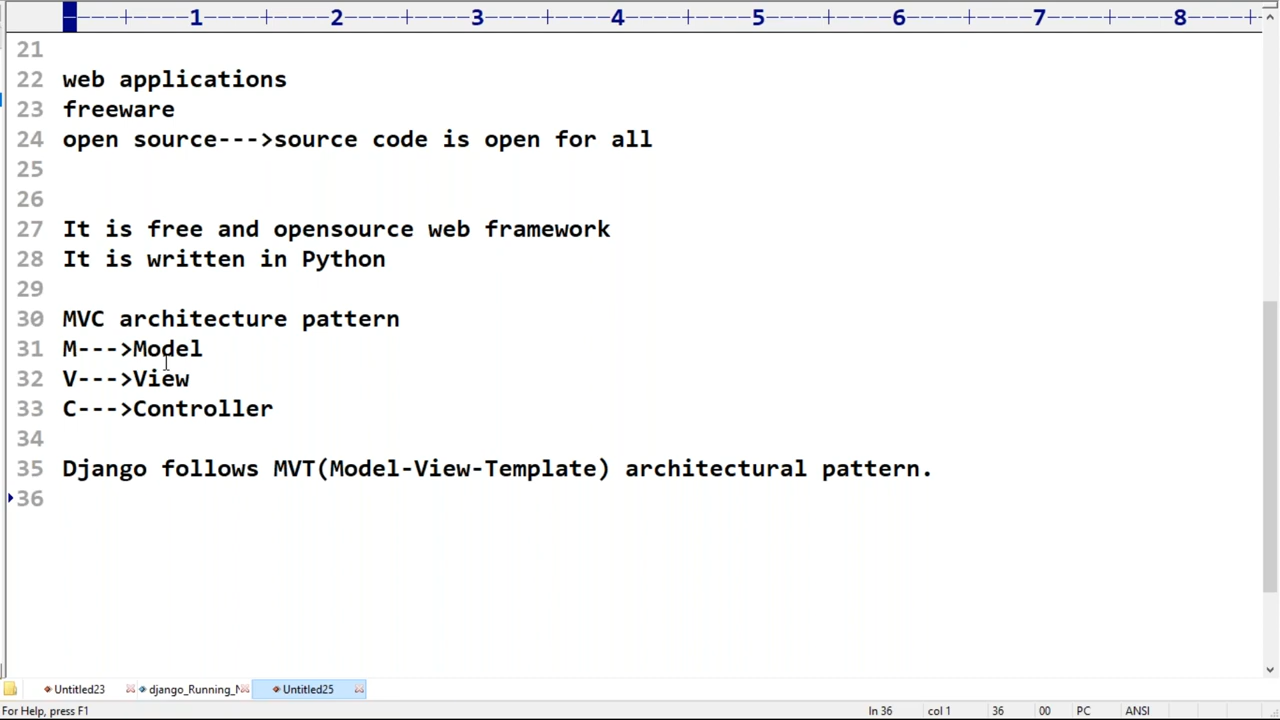 ----+----1----+----2----+----3----+----4----+----5----+----6----+----7----+----8----+
21
22 web applications
23 freeware
24 open source--->source code is open for all
25
26
27 It is free and opensource web framework
28 It is written in Python
29
30 MVC architecture pattern
31 M--->Model
32 V--->View
33 C--->Controller
34
35 Django follows MVT(Model-View-Template) architectural pattern.
36
Untitled23 django_Running_N Untitled25
For Help, press F1 ln 36 col 1 36 00 PC ANSI